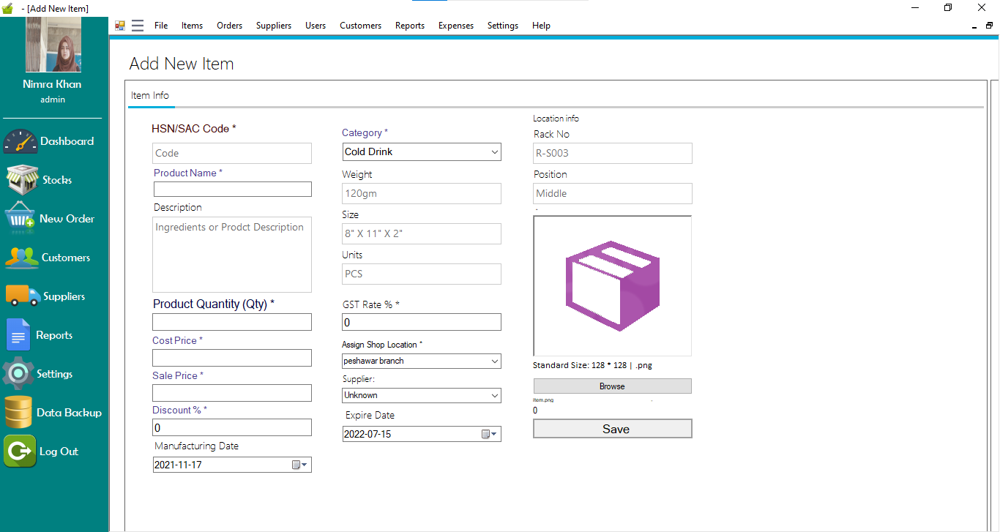 - [Add New Item]
File Items Orders Suppliers Users Customers Reports Expenses Settings Help
Nimra Khan
admin
Dashboard
Stocks
New Order
Customers
Suppliers
Reports
Settings
Data Backup
Log Out
Add New Item
Item Info
HSN/SAC Code *
Code
Product Name *
Description
Ingredients or Prodct Description
Product Quantity (Qty) *
Cost Price *
Sale Price *
Discount % *
0
Manufacturing Date
2021-11-17
Category *
Cold Drink
Weight
120gm
Size
8" X 11" X 2"
Units
PCS
GST Rate % *
0
Assign Shop Location *
peshawar branch
Supplier:
Unknown
Expire Date
2022-07-15
Location info
Rack No
R-S003
Position
Middle
-
Standard Size: 128 * 128 | .png
Browse
item.png -
0
Save